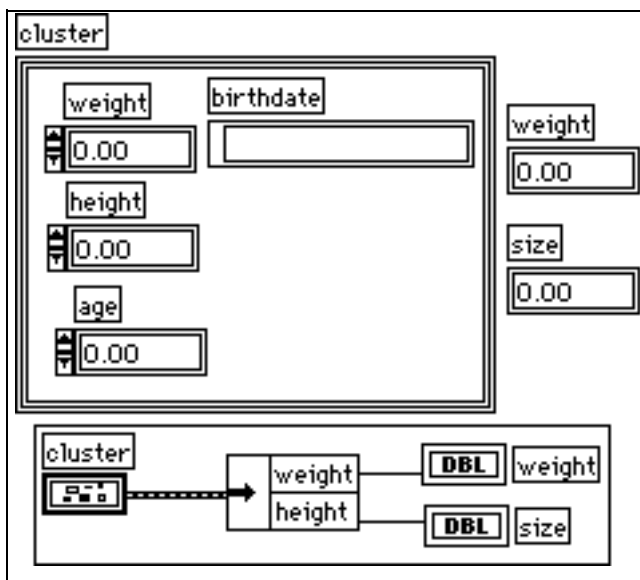 cluster
weight
birthdate
0.00
weight
0.00
height
0.00
size
0.00
age
0.00
cluster
weight
DBL
weight
height
DBL
size